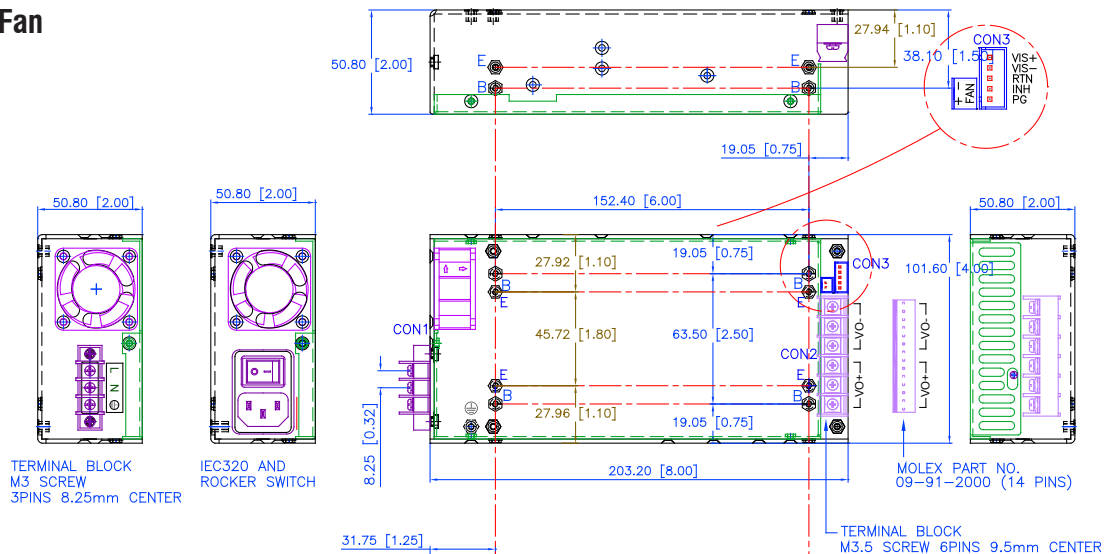 Fan
50.80 [2.00]
E
B
E
B
27.94 [1.10]
38.10 [1.50]
CON3
VIS+
VIS−
RTN
INH
PG
+ −
FAN
19.05 [0.75]
50.80 [2.00]
50.80 [2.00]
152.40 [6.00]
50.80 [2.00]
27.92 [1.10]
19.05 [0.75]
CON3
101.60 [4.00]
B
E
B
E
CON1
45.72 [1.80]
63.50 [2.50]
VO−
VO−
CON2
L N
E
B
E
B
VO+
VO+
27.96 [1.10]
19.05 [0.75]
8.25 [0.32]
203.20 [8.00]
TERMINAL BLOCK
M3 SCREW
3PINS 8.25mm CENTER
IEC320 AND
ROCKER SWITCH
MOLEX PART NO.
09-91-2000 (14 PINS)
31.75 [1.25]
TERMINAL BLOCK
M3.5 SCREW 6PINS 9.5mm CENTER